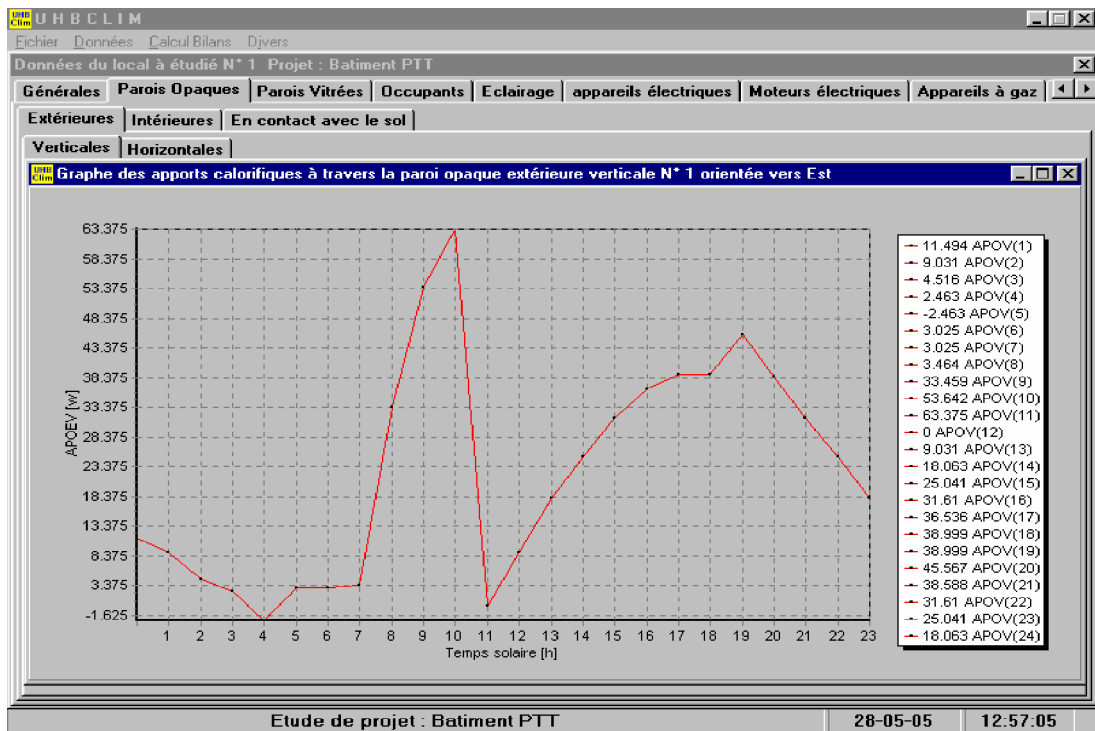 UHB Clim U H B C L I M
Fichier Données Calcul Bilans Divers
Données du local à étudié N° 1 Projet : Batiment PTT
Générales Parois Opaques Parois Vitrées Occupants Eclairage appareils électriques Moteurs électriques Appareils à gaz
Extérieures Intérieures En contact avec le sol
Verticales Horizontales
UHB Clim Graphe des apports calorifiques à travers la paroi opaque extérieure verticale N° 1 orientée vers Est
63.375
58.375
53.375
48.375
43.375
38.375
33.375
28.375
23.375
18.375
13.375
8.375
3.375
-1.625
APOEV [w]
1 2 3 4 5 6 7 8 9 10 11 12 13 14 15 16 17 18 19 20 21 22 23
Temps solaire [h]
11.494 APOV(1)
9.031 APOV(2)
4.516 APOV(3)
2.463 APOV(4)
-2.463 APOV(5)
3.025 APOV(6)
3.025 APOV(7)
3.464 APOV(8)
33.459 APOV(9)
53.642 APOV(10)
63.375 APOV(11)
0 APOV(12)
9.031 APOV(13)
18.063 APOV(14)
25.041 APOV(15)
31.61 APOV(16)
36.536 APOV(17)
38.999 APOV(18)
38.999 APOV(19)
45.567 APOV(20)
38.588 APOV(21)
31.61 APOV(22)
25.041 APOV(23)
18.063 APOV(24)
Etude de projet : Batiment PTT 28-05-05 12:57:05